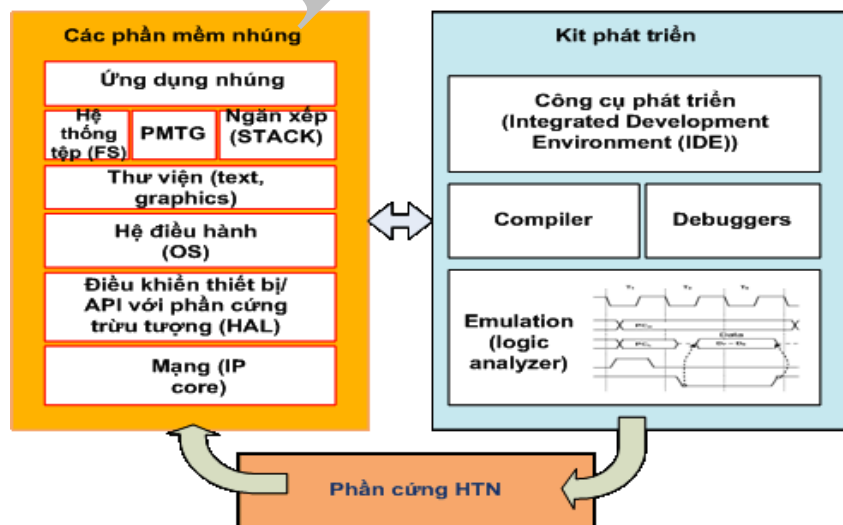 Các phần mềm nhúng
Ứng dụng nhúng
Hệ
thống
tệp (FS)
PMTG
Ngăn xếp
(STACK)
Thư viện (text,
graphics)
Hệ điều hành
(OS)
Điều khiển thiết bị/
API với phần cứng
trừu tượng (HAL)
Mạng (IP
core)
Kit phát triển
Công cụ phát triển
(Integrated Development
Environment (IDE))
Compiler
Debuggers
Emulation
(logic
analyzer)
Data
Phần cứng HTN